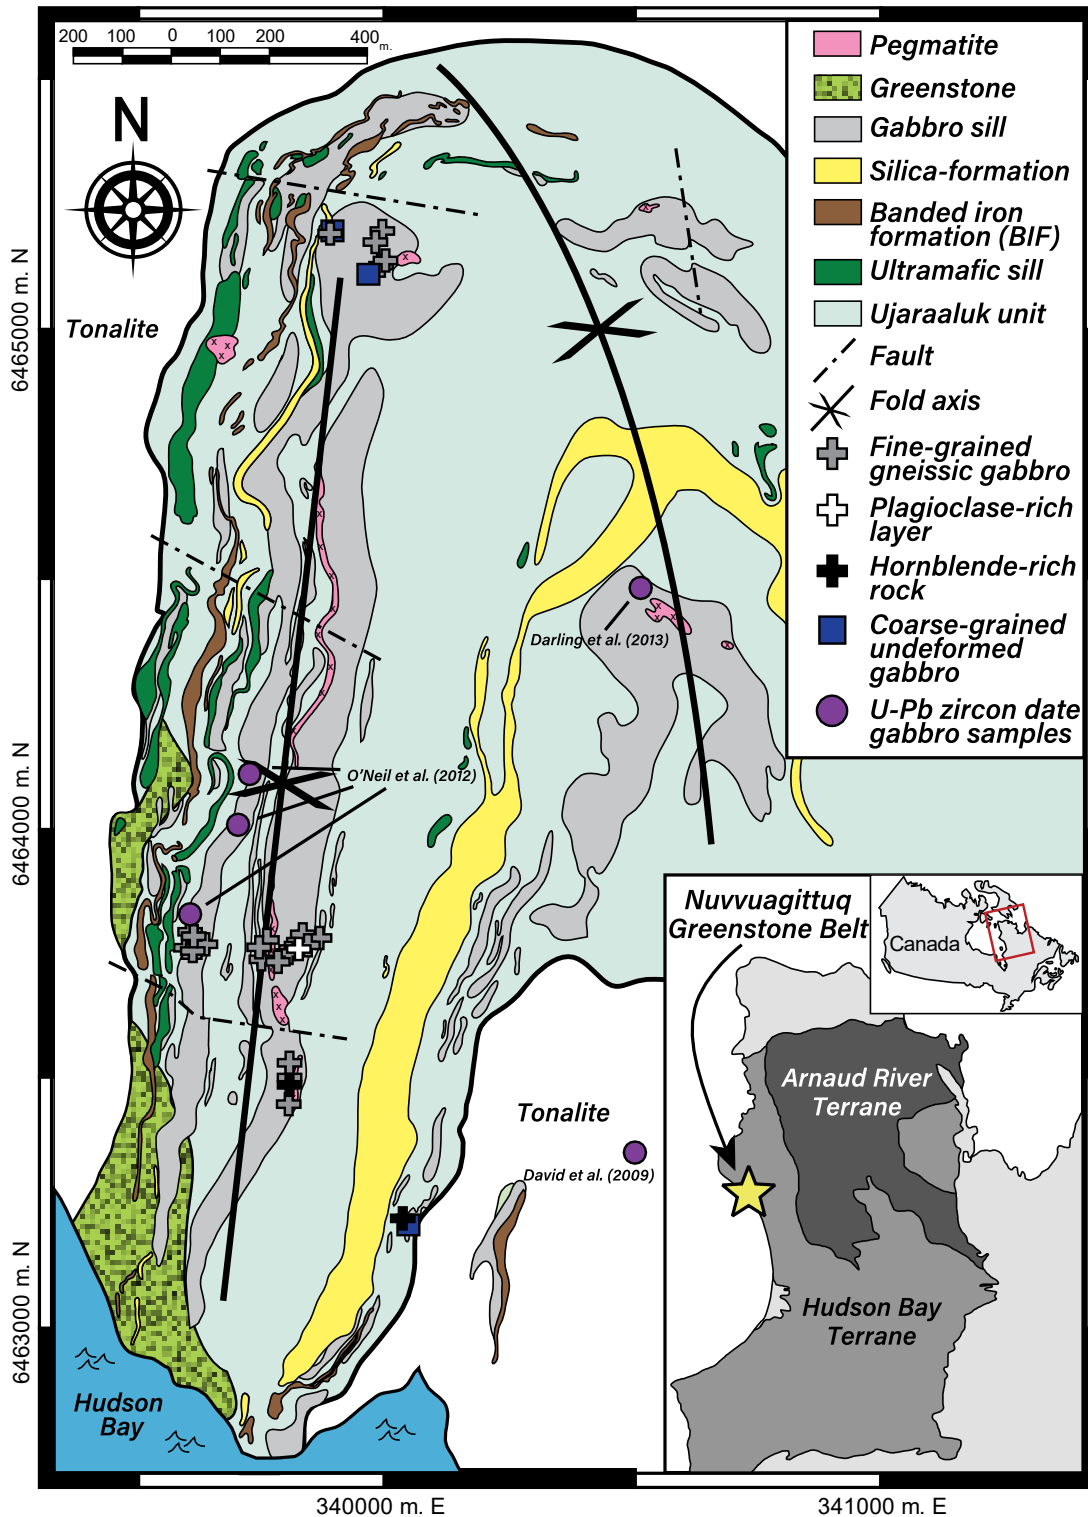 200 100 0 100 200 400 m.
N
Pegmatite
Greenstone
Gabbro sill
Silica-formation
Banded iron
formation (BIF)
Ultramafic sill
Ujaraaluk unit
Fault
Fold axis
Fine-grained
gneissic gabbro
Plagioclase-rich
layer
Hornblende-rich
rock
Coarse-grained
undeformed
gabbro
U-Pb zircon date
gabbro samples
6465000 m. N
Tonalite
Darling et al. (2013)
6464000 m. N
O'Neil et al. (2012)
Tonalite
David et al. (2009)
6463000 m. N
Hudson
Bay
Nuvvuagittuq
Greenstone Belt
Canada
Arnaud River
Terrane
Hudson Bay
Terrane
340000 m. E
341000 m. E